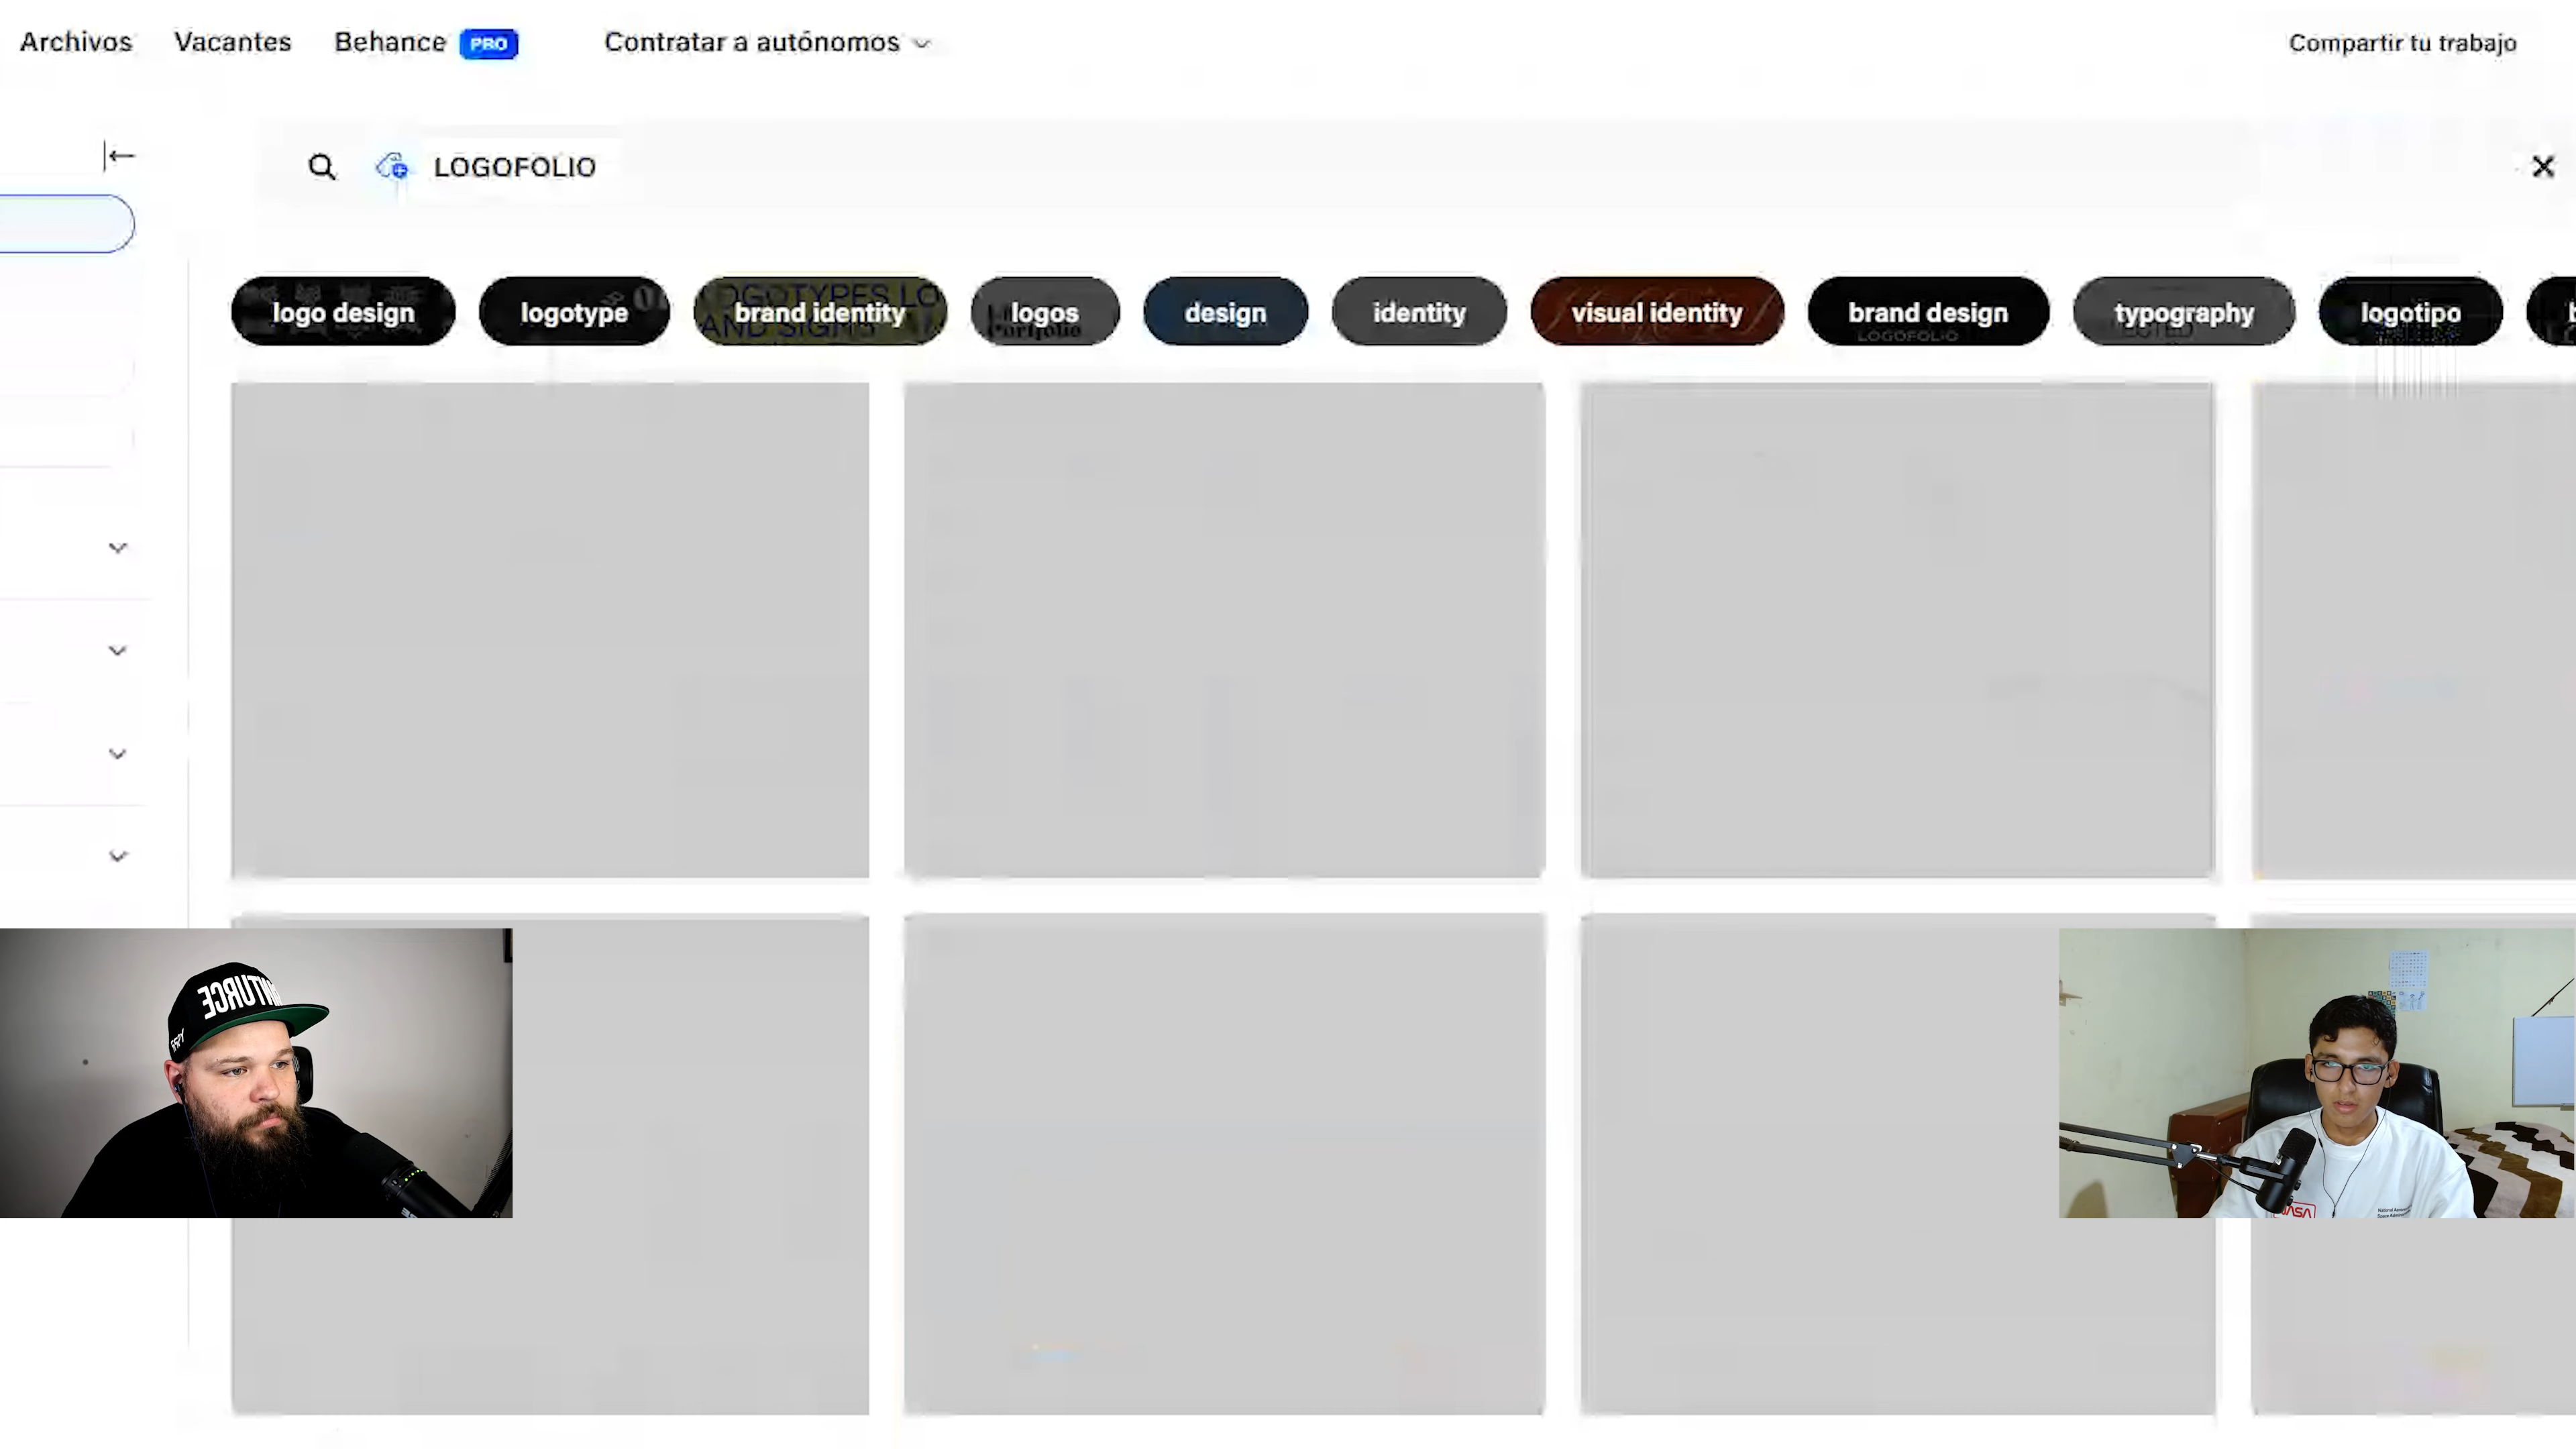 Archivos Vacantes Behance PRO Contratar a autónomos Compartir tu trabajo
LOGOFOLIO
logo design logotype brand identity logos design identity visual identity brand design typography logotipo